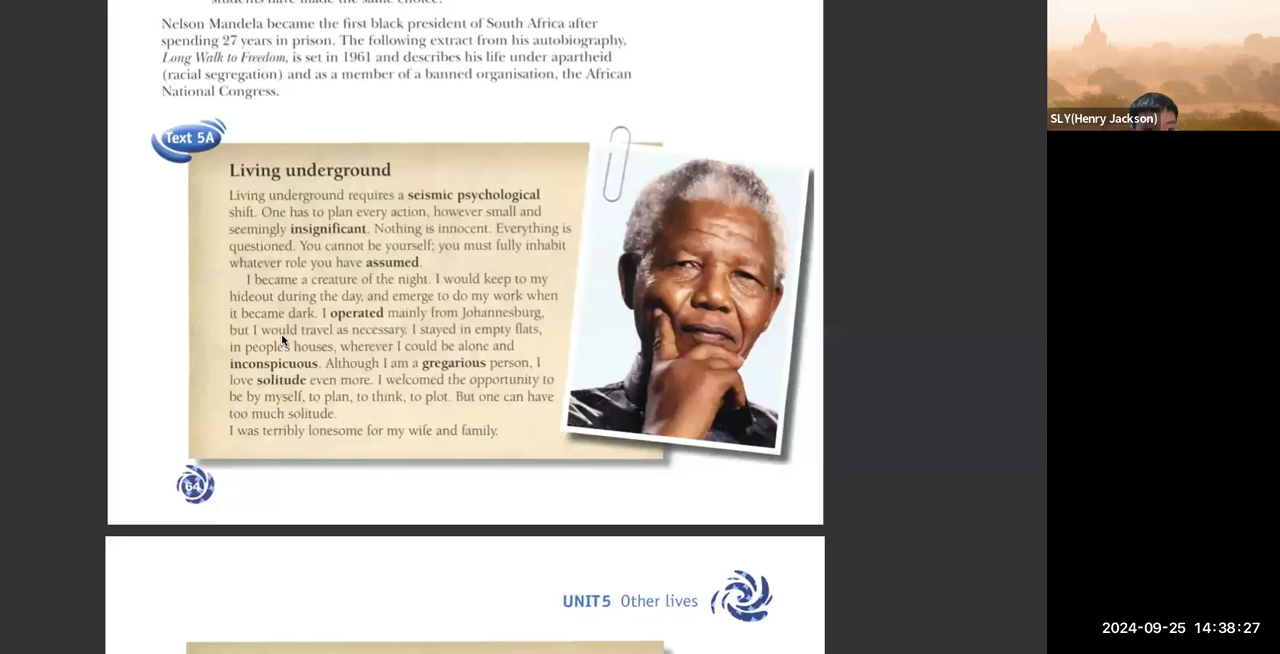 students have made the same choice.
Nelson Mandela became the first black president of South Africa after
spending 27 years in prison. The following extract from his autobiography,
Long Walk to Freedom, is set in 1961 and describes his life under apartheid
(racial segregation) and as a member of a banned organisation, the African
National Congress.
Text 5A
Living underground
Living underground requires a seismic psychological
shift. One has to plan every action, however small and
seemingly insignificant. Nothing is innocent. Everything is
questioned. You cannot be yourself; you must fully inhabit
whatever role you have assumed.
I became a creature of the night. I would keep to my
hideout during the day, and emerge to do my work when
it became dark. I operated mainly from Johannesburg,
but I would travel as necessary. I stayed in empty flats,
in people's houses, wherever I could be alone and
inconspicuous. Although I am a gregarious person, I
love solitude even more. I welcomed the opportunity to
be by myself, to plan, to think, to plot. But one can have
too much solitude.
I was terribly lonesome for my wife and family.
64
UNIT 5 Other lives
SLY(Henry Jackson)
2024-09-25 14:38:27